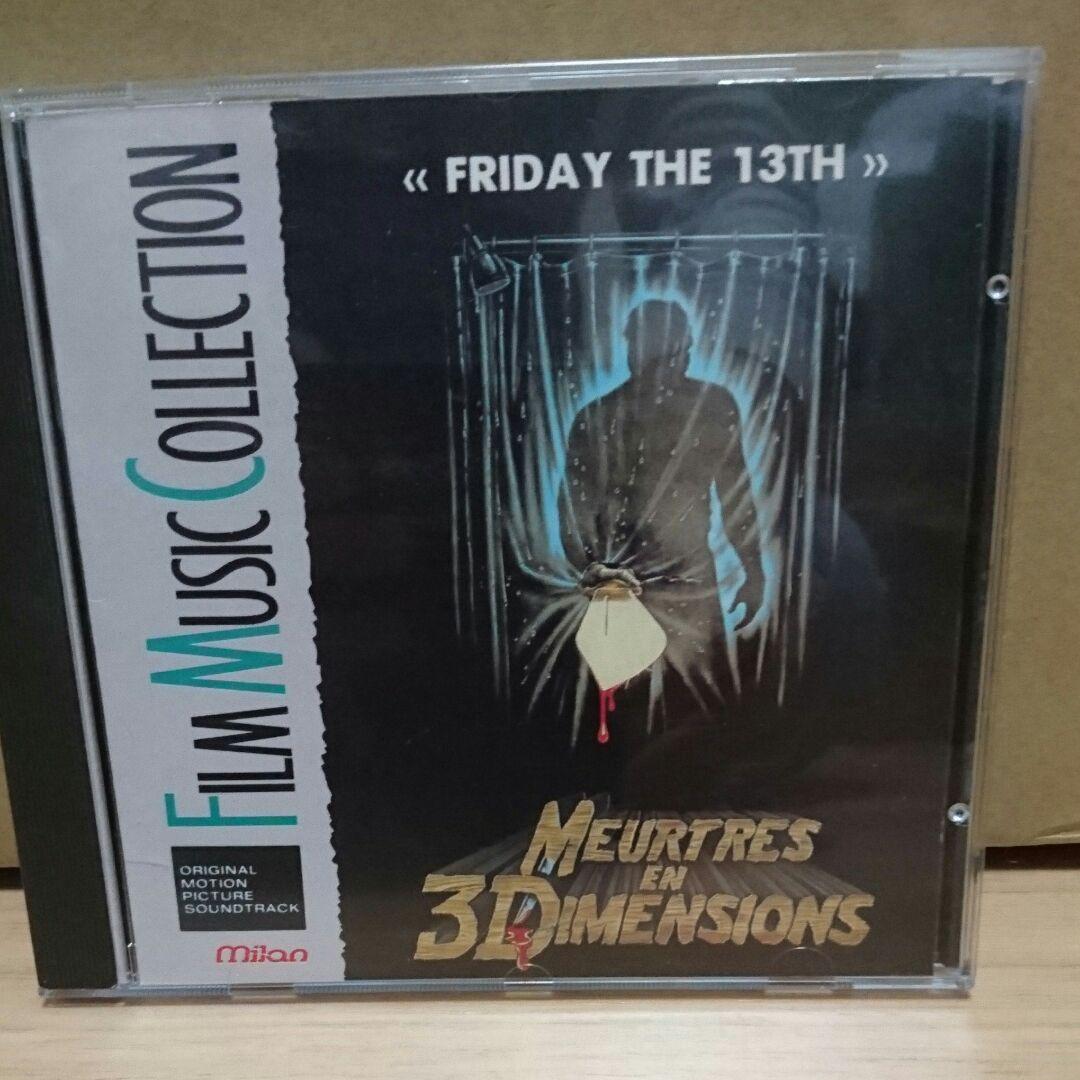 FILM MUSIC COLLECTION
ORIGINAL
MOTION
PICTURE
SOUNDTRACK
Milan
« FRIDAY THE 13TH »
MEURTRES
EN
3DIMENSIONS